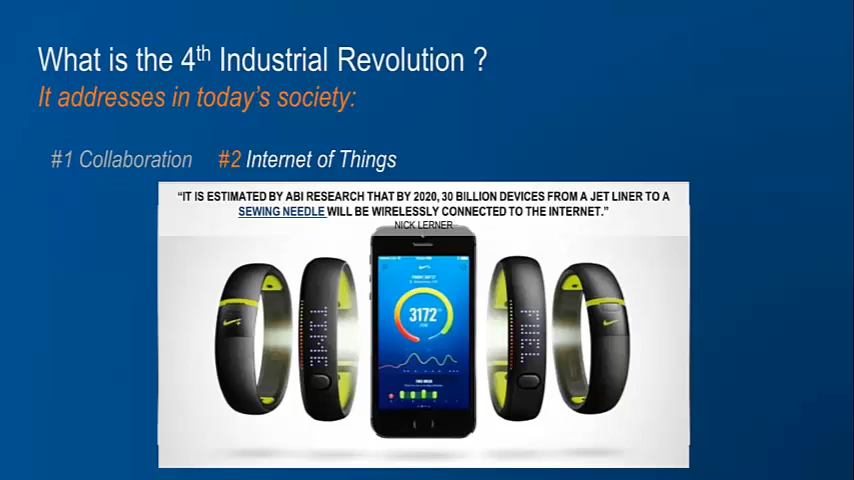 What is the 4th Industrial Revolution ?
It addresses in today's society:
#1 Collaboration #2 Internet of Things
“IT IS ESTIMATED BY ABI RESEARCH THAT BY 2020, 30 BILLION DEVICES FROM A JET LINER TO A
SEWING NEEDLE WILL BE WIRELESSLY CONNECTED TO THE INTERNET.”
NICK LERNER
3172